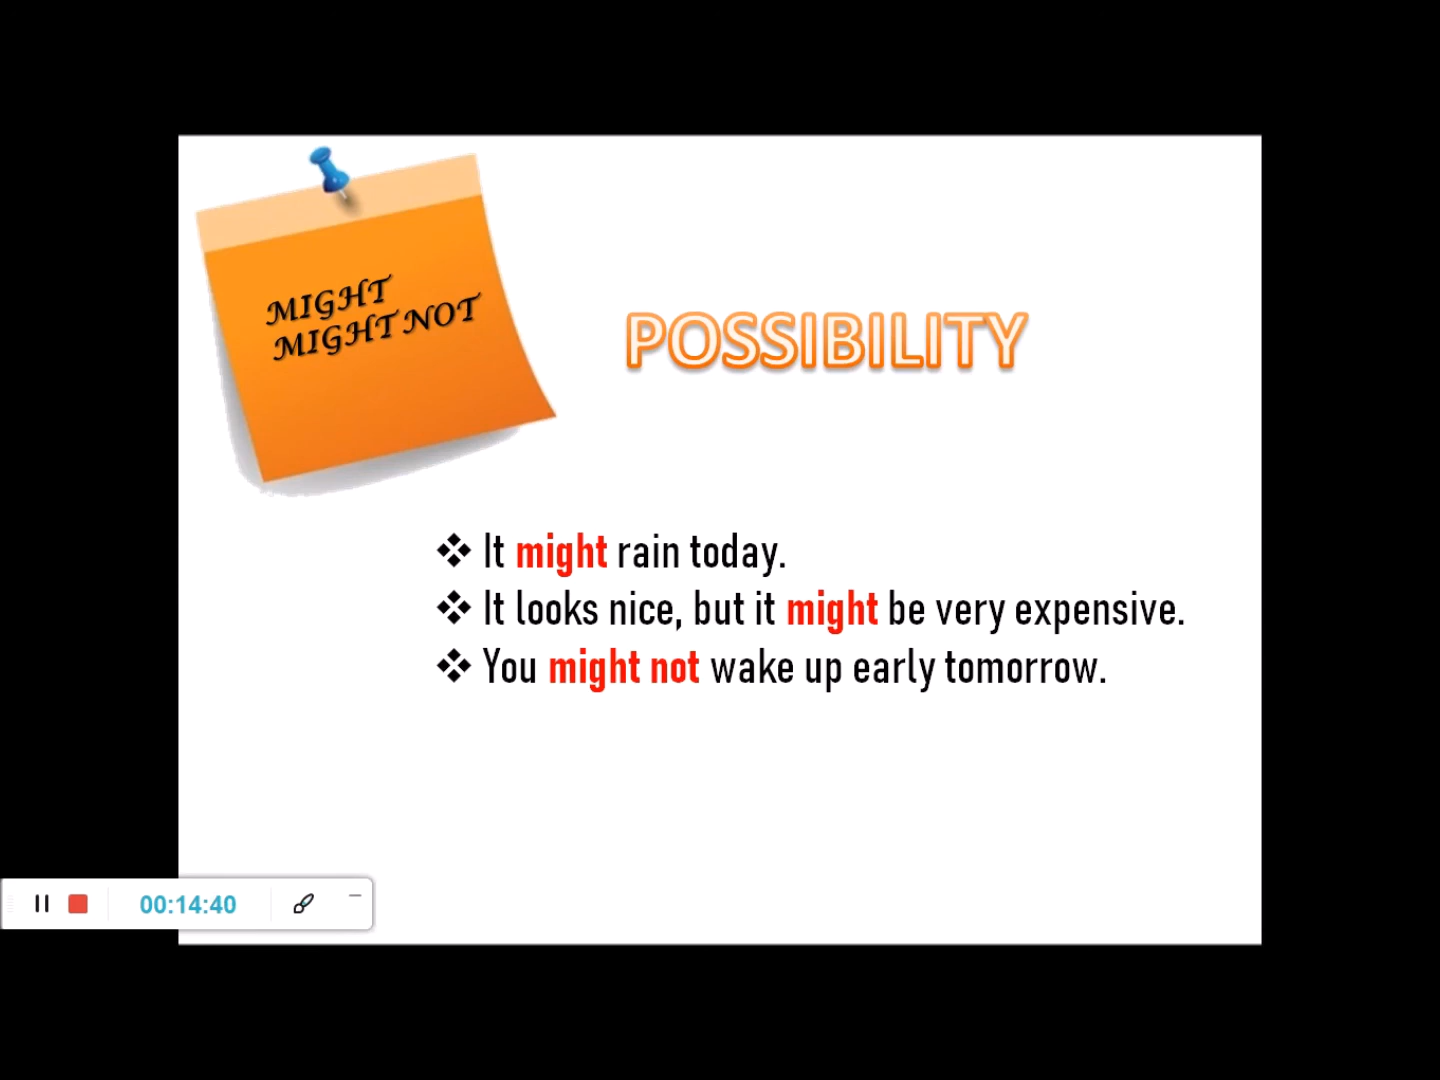 MIGHT
MIGHT NOT
POSSIBILITY
❖ It might rain today.
❖ It looks nice, but it might be very expensive.
❖ You might not wake up early tomorrow.
00:14:40